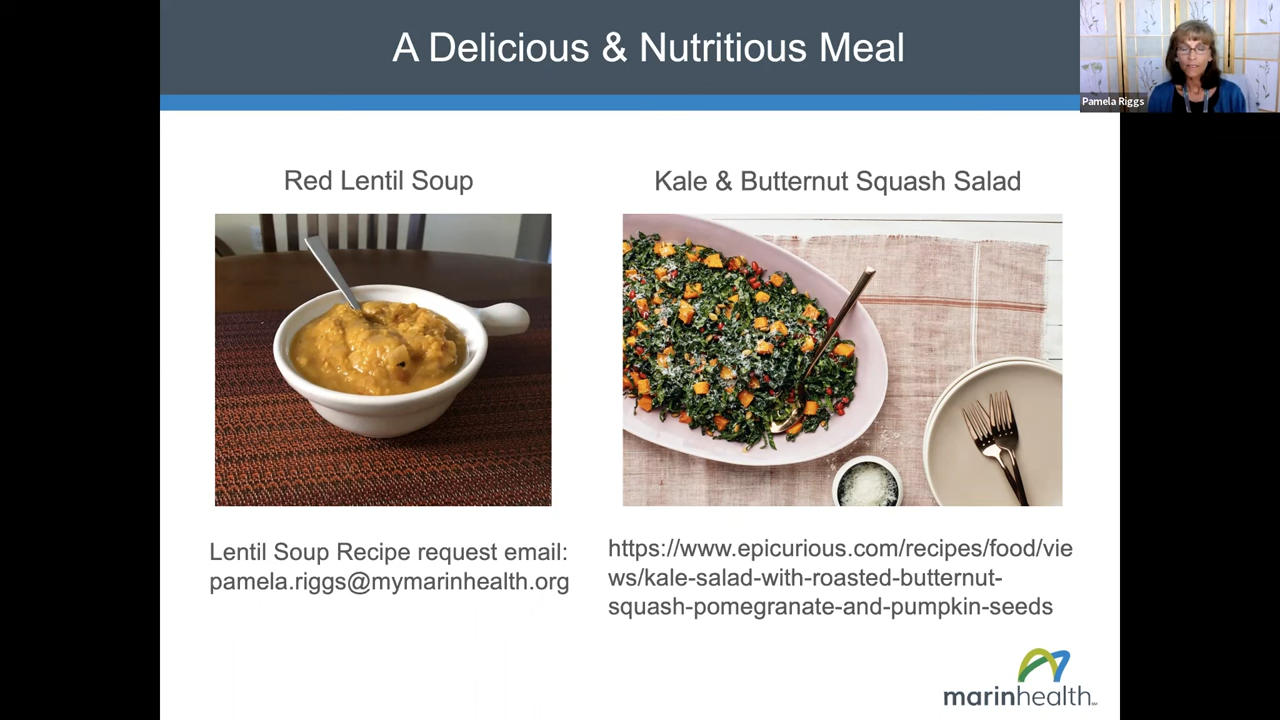 A Delicious & Nutritious Meal
Pamela Riggs
Red Lentil Soup
Kale & Butternut Squash Salad
Lentil Soup Recipe request email:
pamela.riggs@mymarinhealth.org
https://www.epicurious.com/recipes/food/vie
ws/kale-salad-with-roasted-butternut-
squash-pomegranate-and-pumpkin-seeds
marinhealth